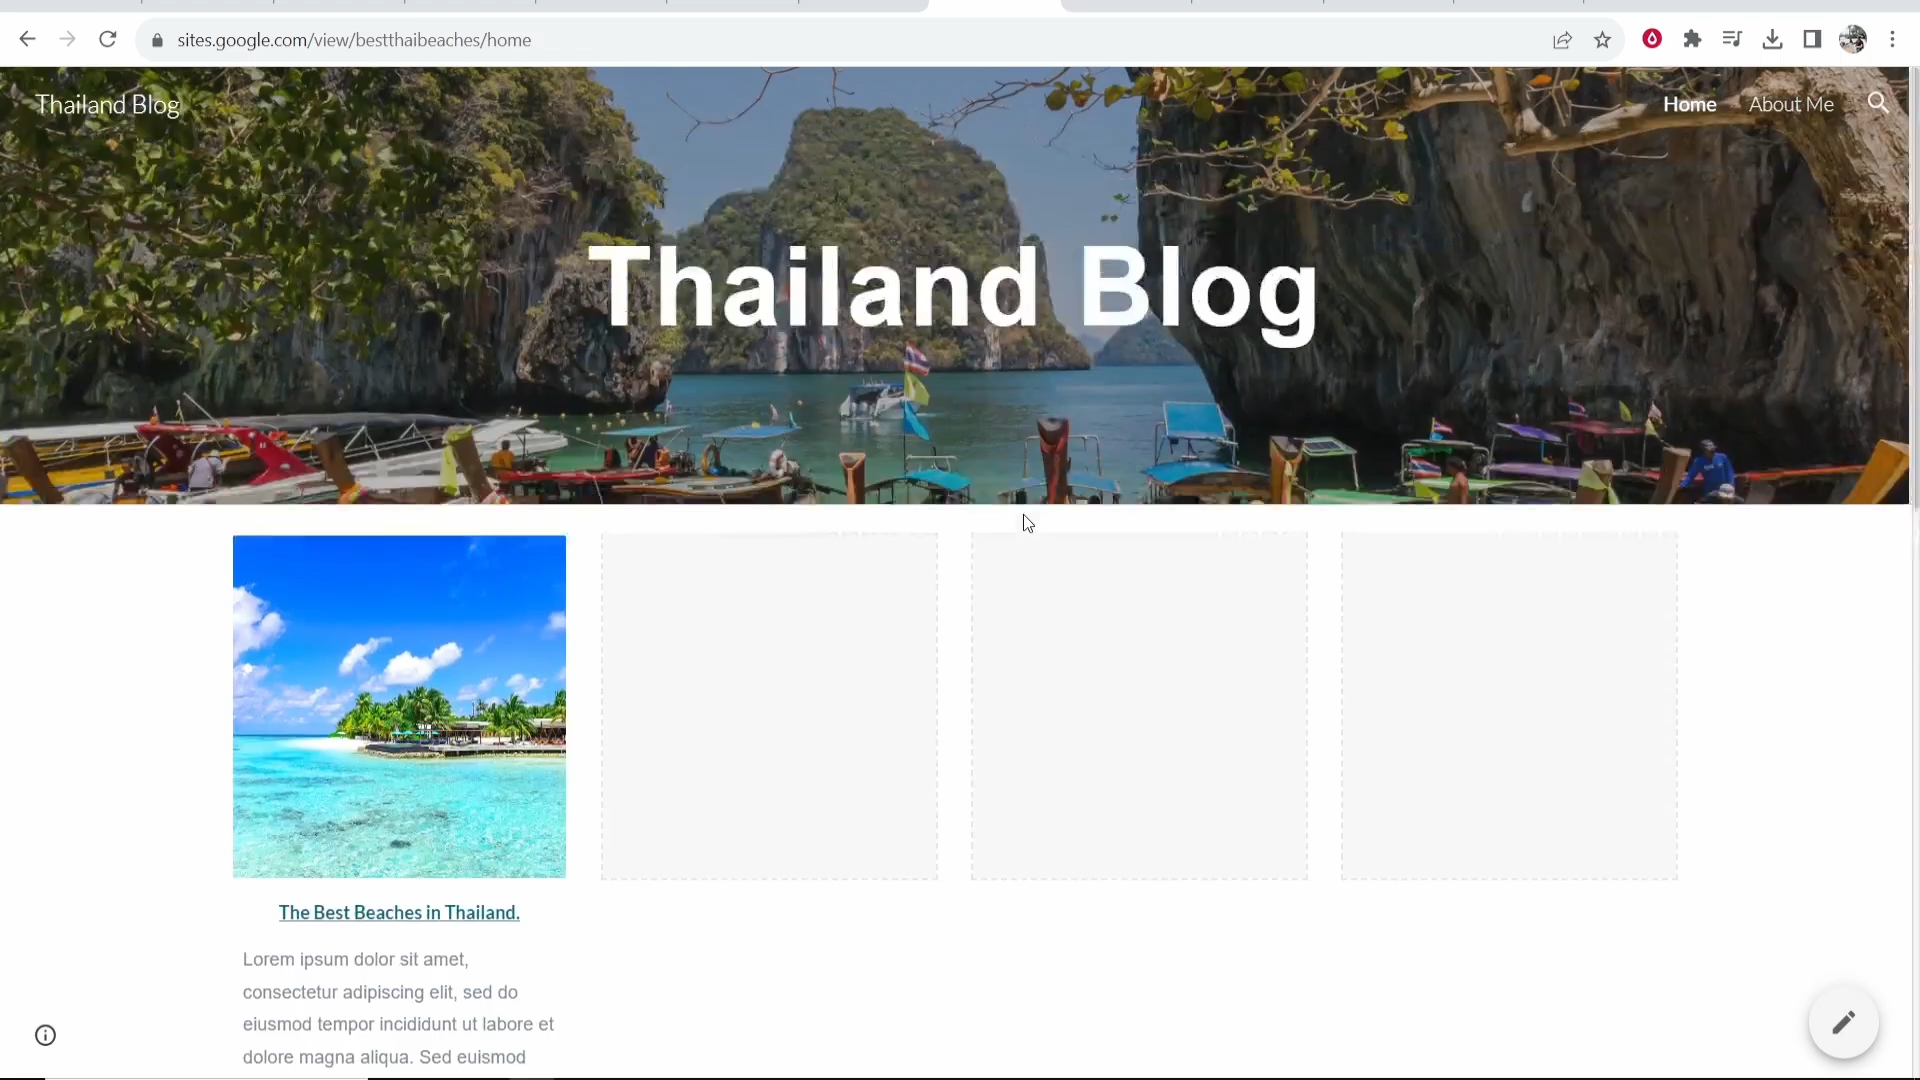 sites.google.com/view/bestthaibeaches/home
Thailand Blog
Home
About Me
Thailand Blog
The Best Beaches in Thailand.
Lorem ipsum dolor sit amet,
consectetur adipiscing elit, sed do
eiusmod tempor incididunt ut labore et
dolore magna aliqua. Sed euismod